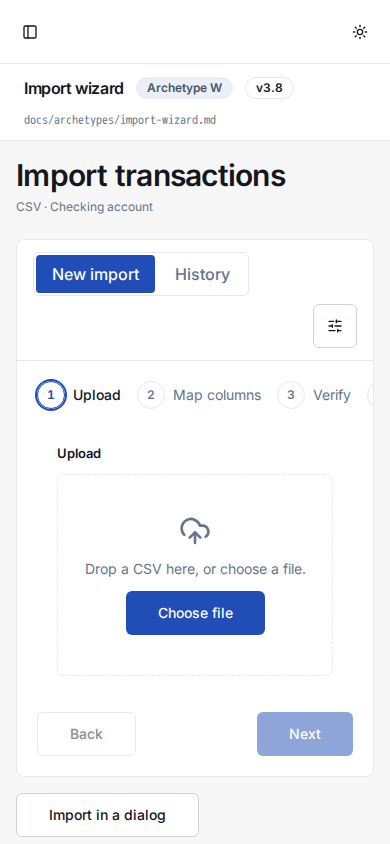 Import wizard Archetype W v3.8
docs/archetypes/import-wizard.md
Import transactions
CSV · Checking account
New import History
1 Upload 2 Map columns 3 Verify
Upload
Drop a CSV here, or choose a file.
Choose file
Back Next
Import in a dialog